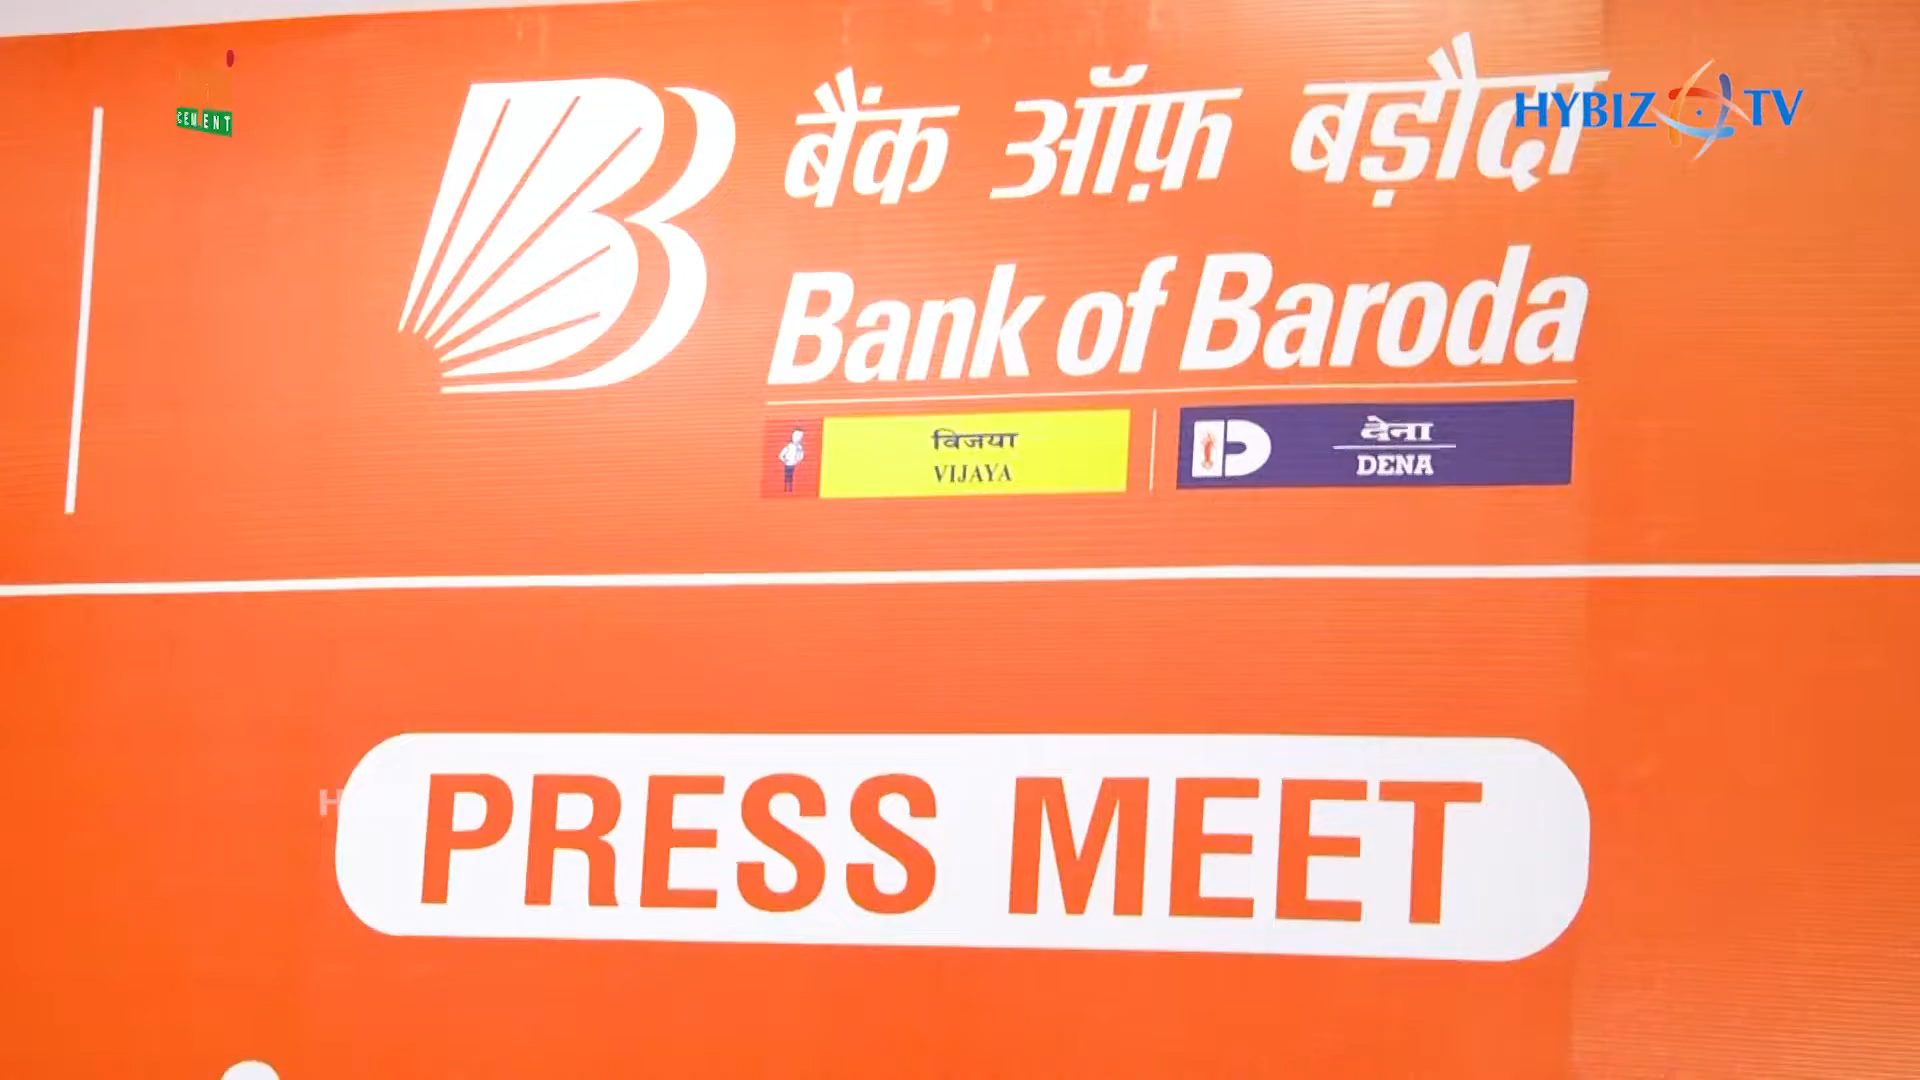 बैंक ऑफ़ बड़ौदा
HYBIZ TV
CEMENT
Bank of Baroda
विजया
VIJAYA
देना
DENA
PRESS MEET